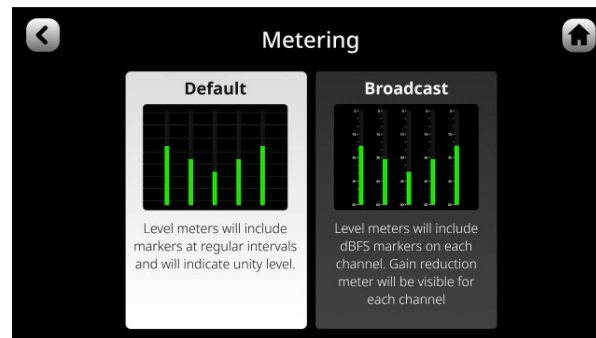 Metering
Default
Level meters will include
markers at regular intervals
and will indicate unity level.
Broadcast
Level meters will include
dBFS markers on each
channel. Gain reduction
meter will be visible for
each channel